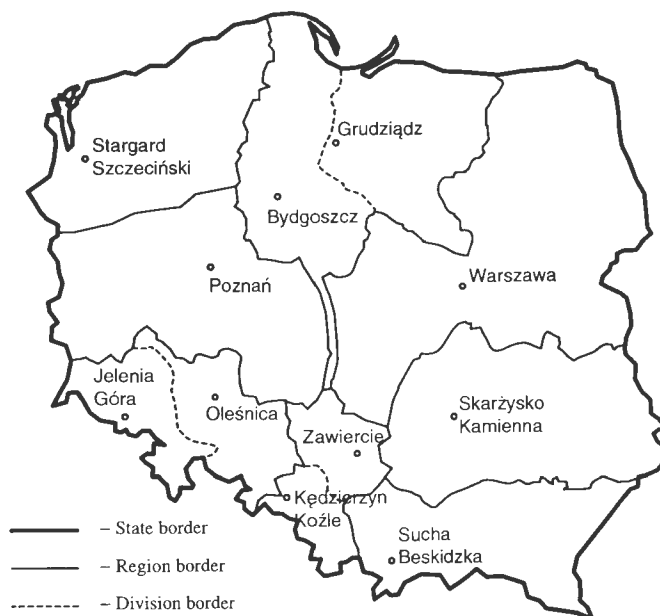 Stargard
Szczeciński
Grudziądz
Bydgoszcz
Poznań
Warszawa
Jelenia
Góra
Oleśnica
Skarżysko
Kamienna
Zawiercie
Kędzierzyn
Koźle
Sucha
Beskidzka
– State border
– Region border
– Division border